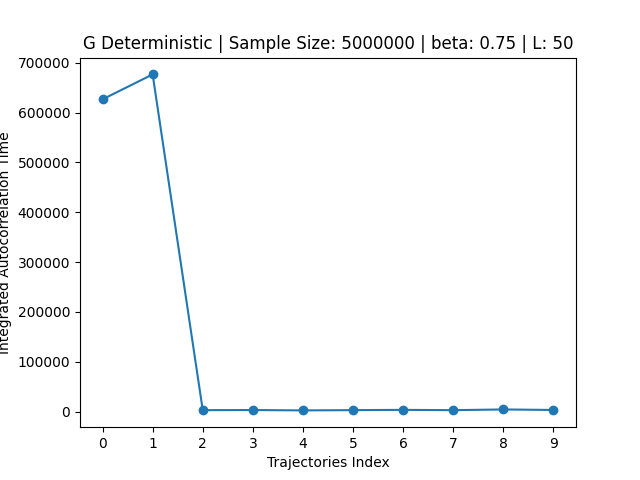 G Deterministic | Sample Size: 5000000 | beta: 0.75 | L: 50
700000
600000
500000
400000
300000
200000
100000
0
Integrated Autocorrelation Time
0 1 2 3 4 5 6 7 8 9
Trajectories Index